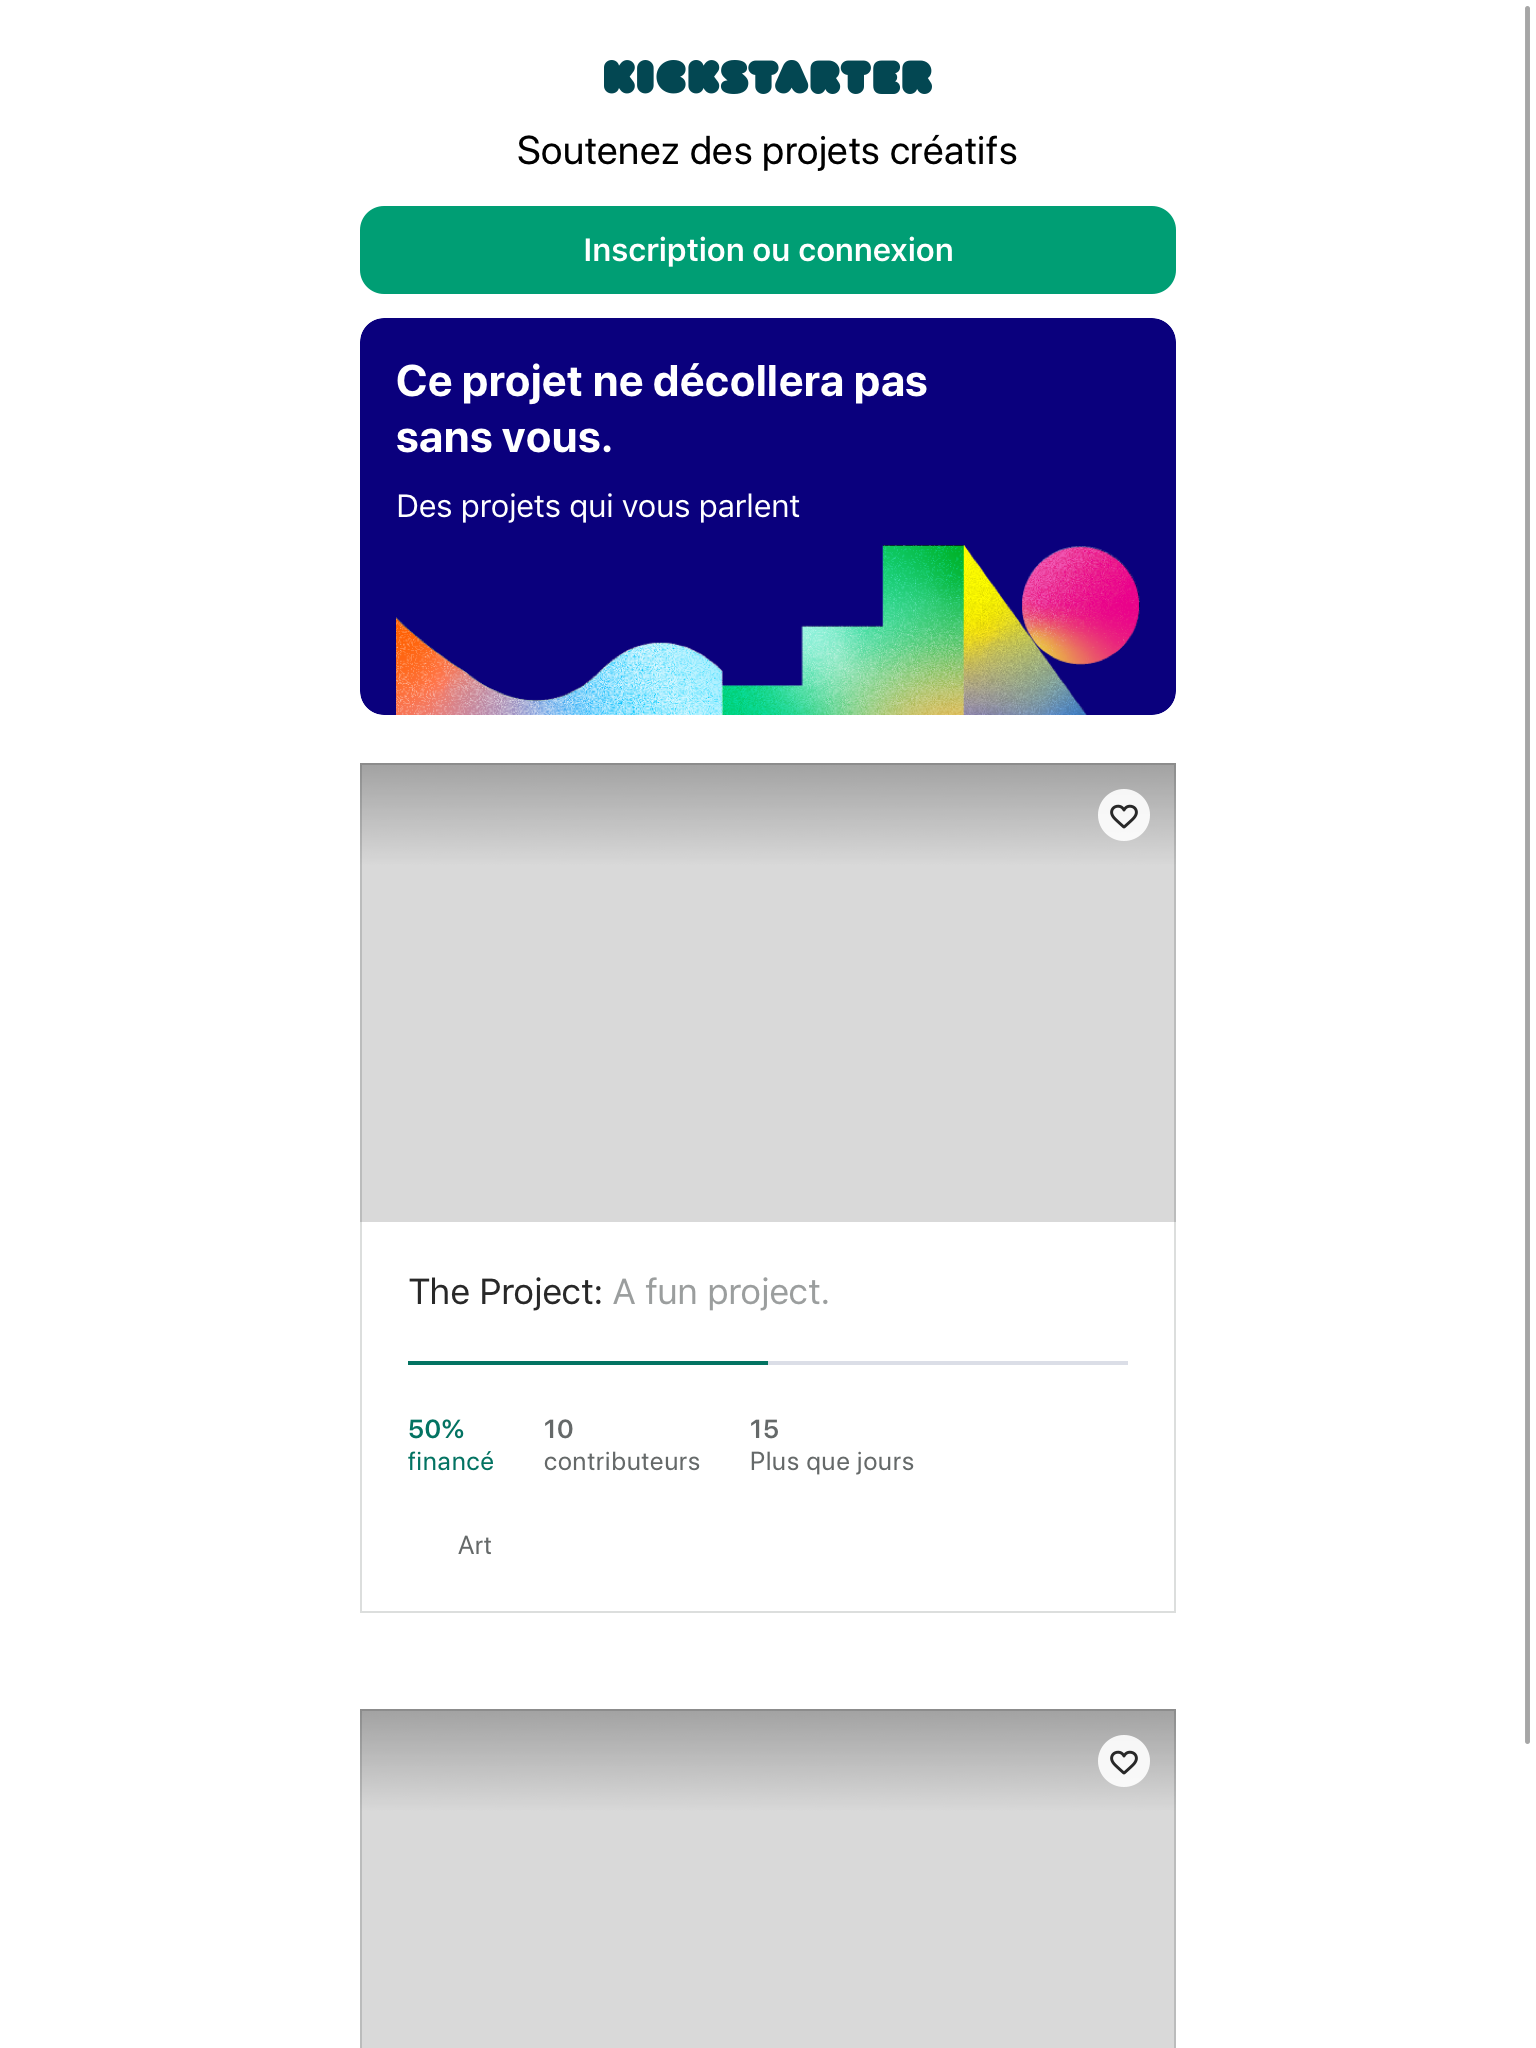 KICKSTARTER
Soutenez des projets créatifs
Inscription ou connexion
Ce projet ne décollera pas
sans vous.
Des projets qui vous parlent
The Project: A fun project.
50% 10 15
financé contributeurs Plus que jours
Art